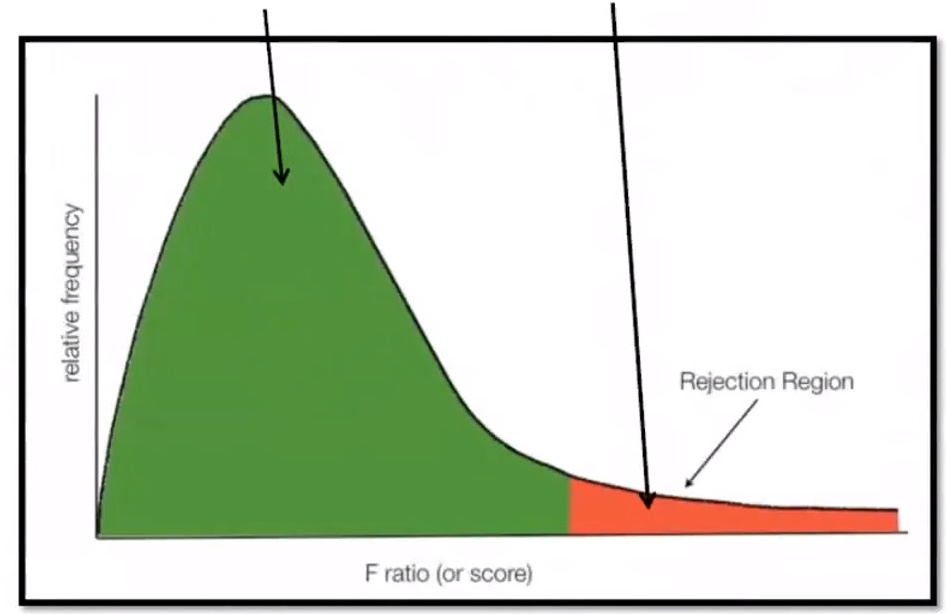 relative frequency
Rejection Region
F ratio (or score)